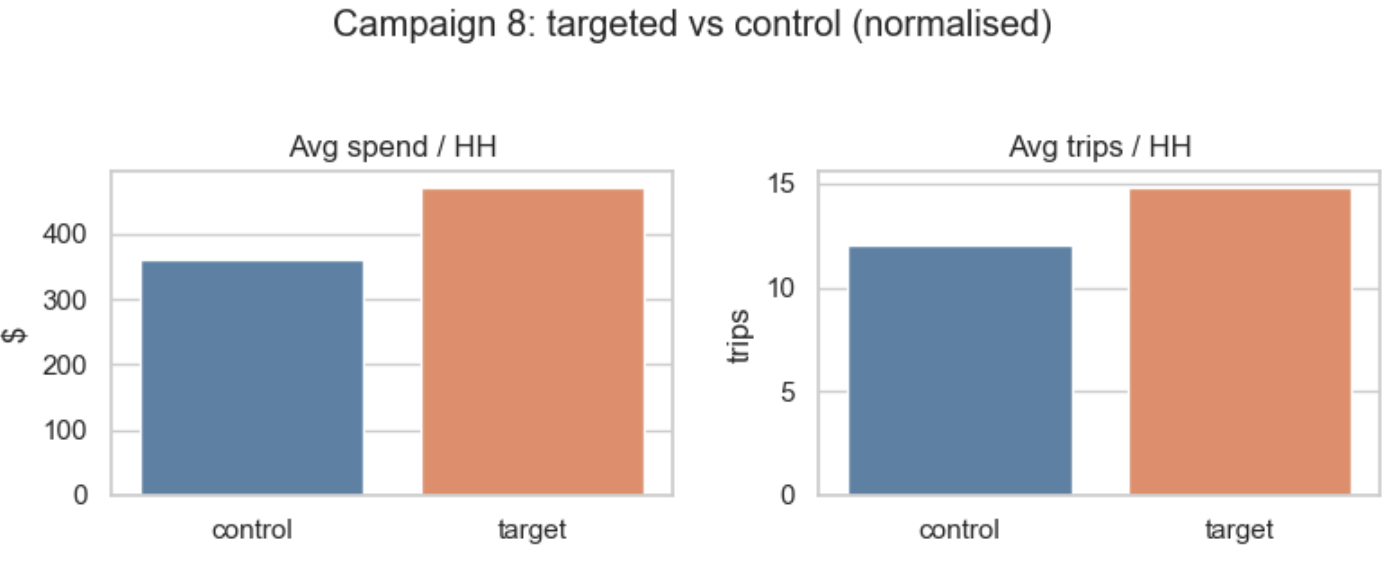 Campaign 8: targeted vs control (normalised)
Avg spend / HH
$
400
300
200
100
0
control target
Avg trips / HH
trips
15
10
5
0
control target